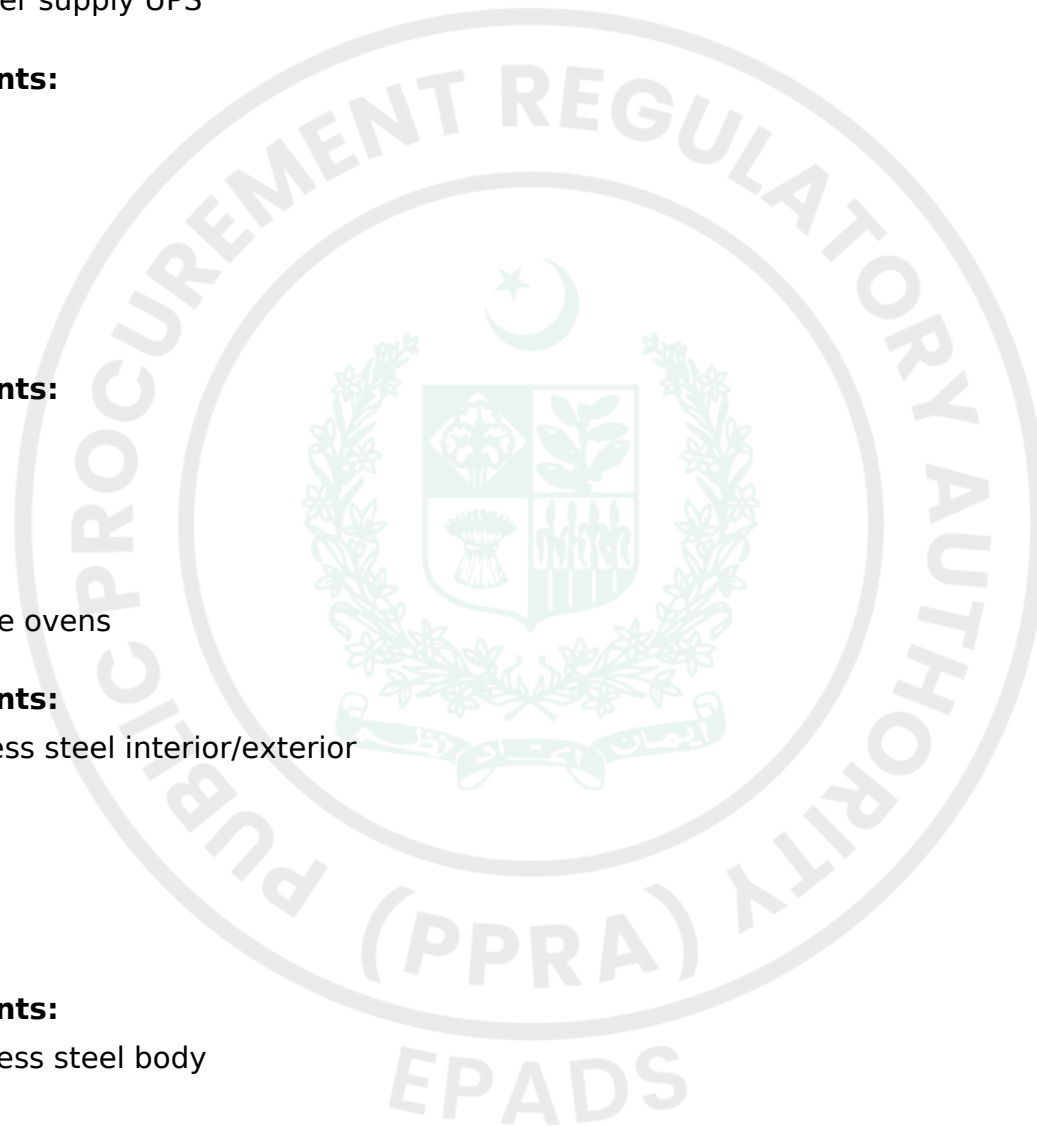 er supply UPS
nts:
nts:
e ovens
nts:
ess steel interior/exterior
nts:
ess steel body
PUBLIC PROCUREMENT REGULATORY AUTHORITY
(PPRA)
EPADS